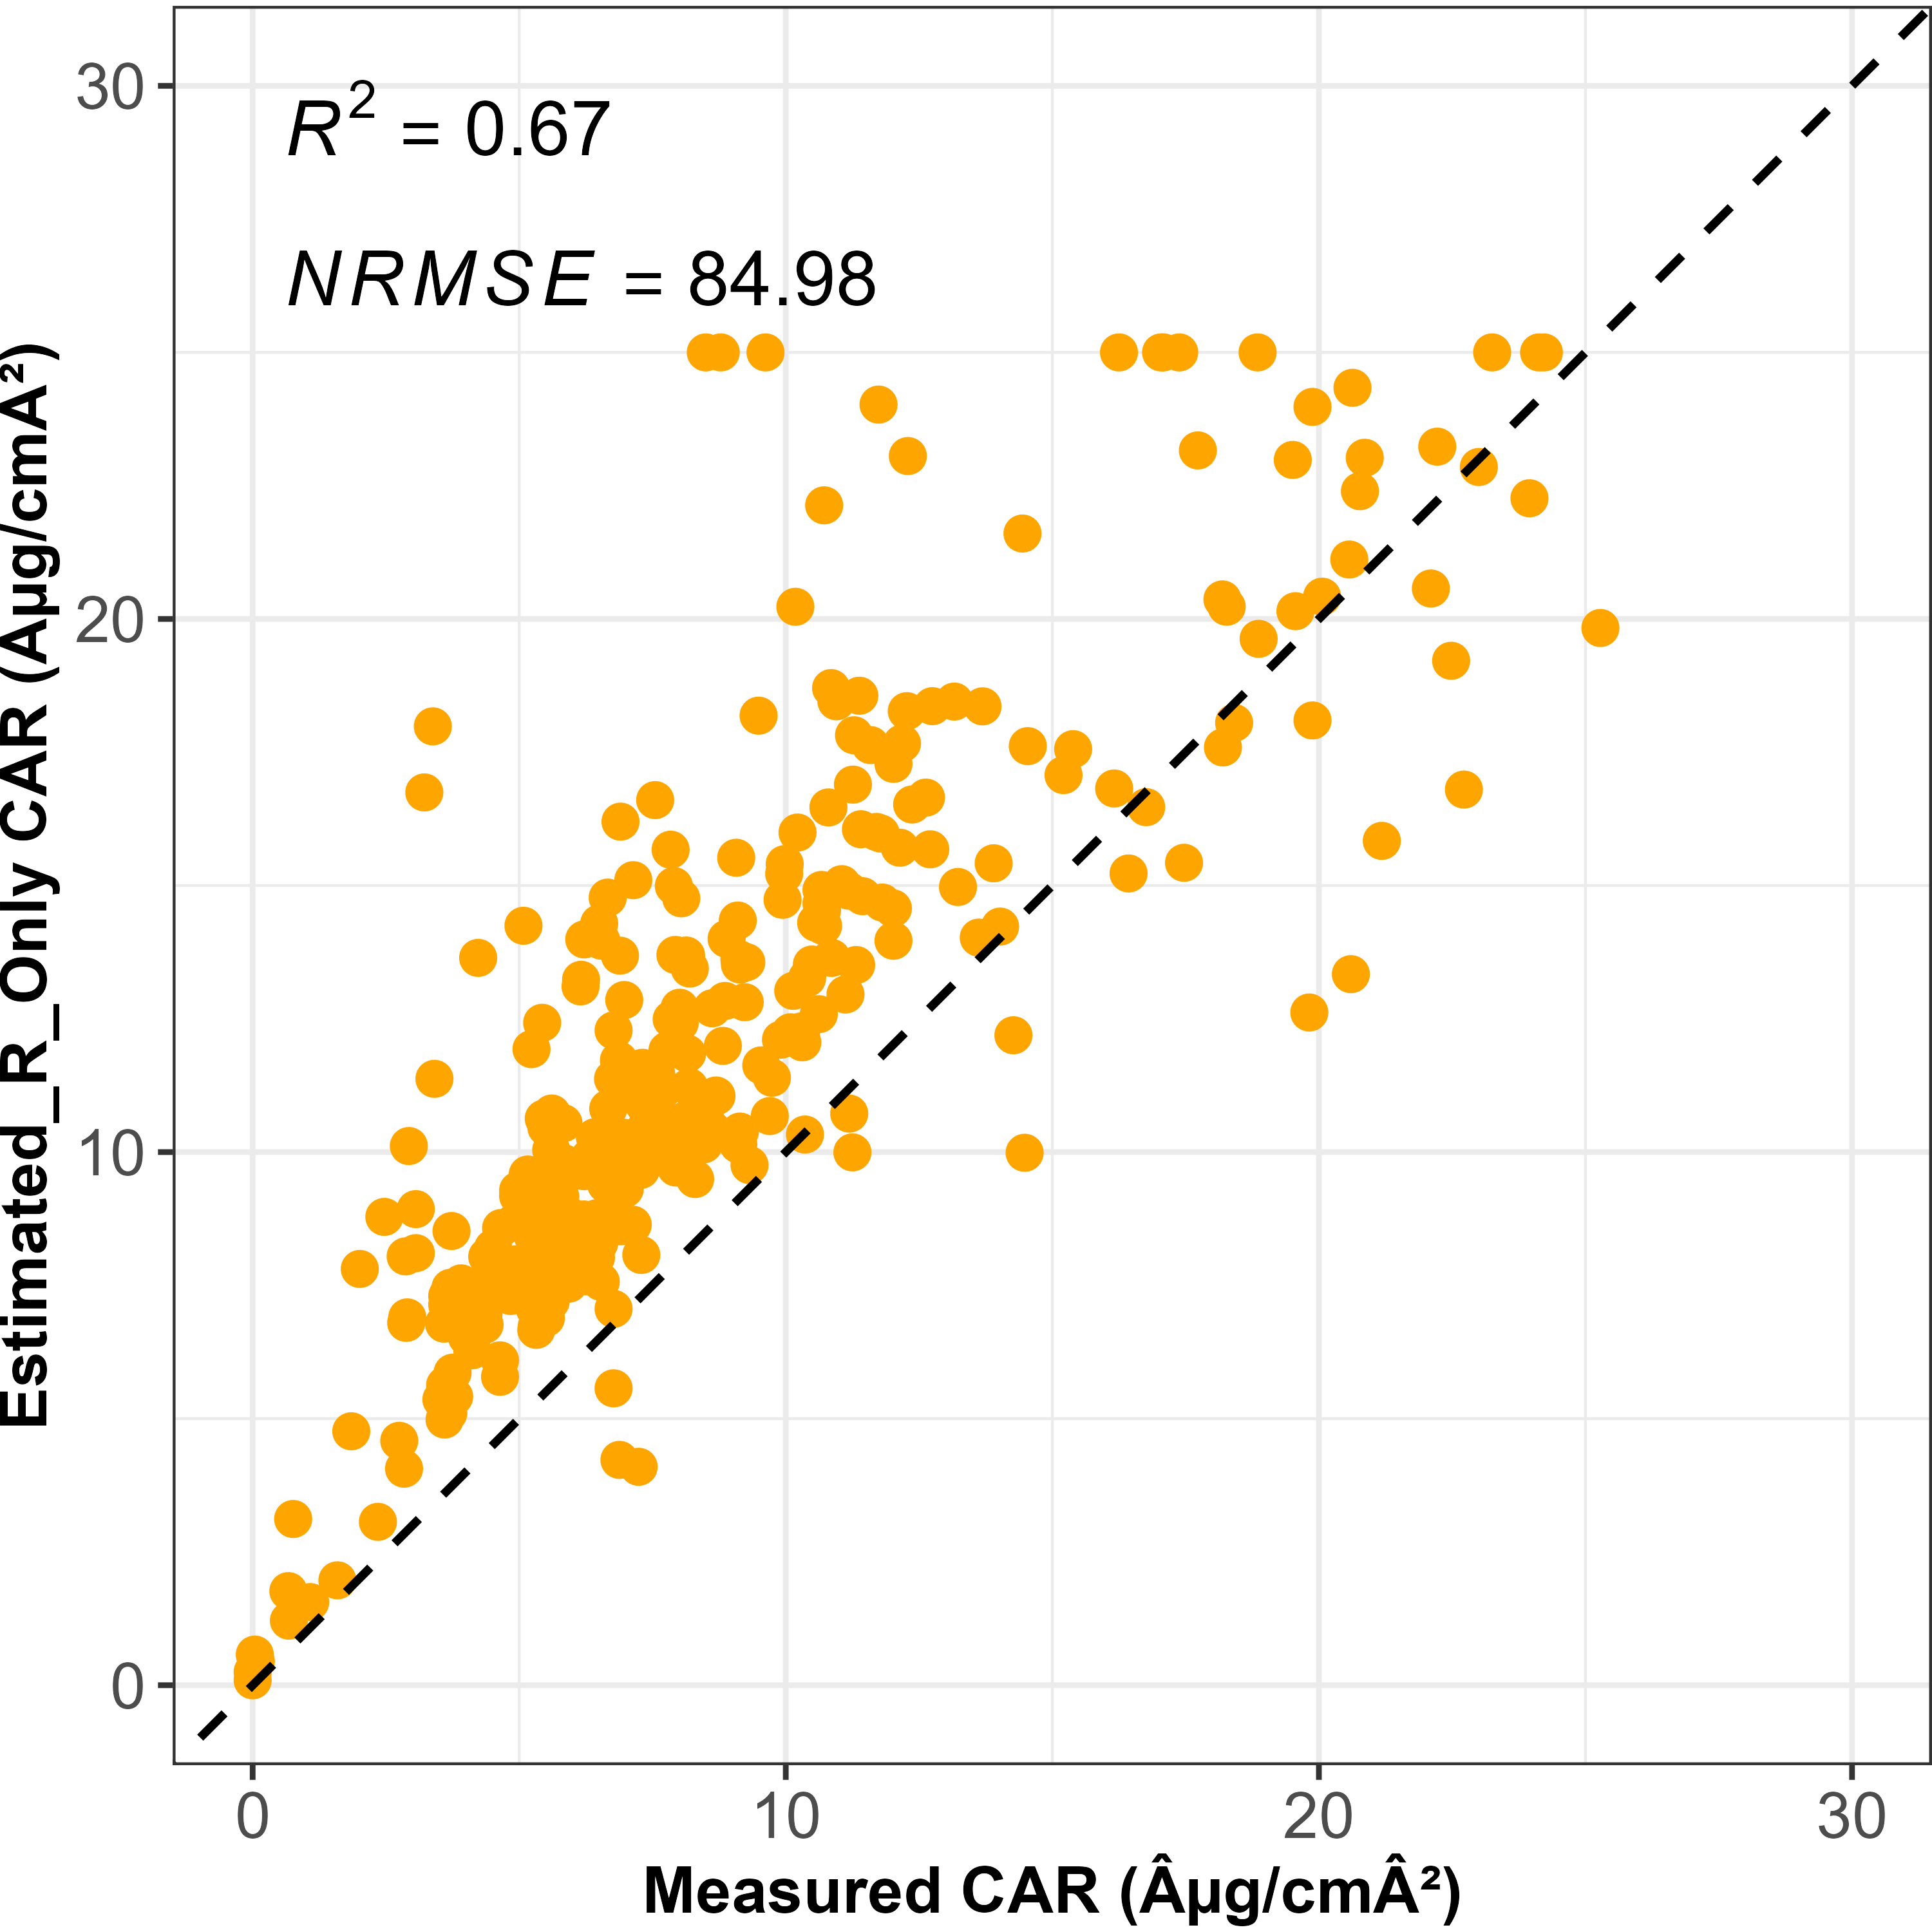 R² = 0.67
NRMSE = 84.98
30
20
10
0
Estimated_R_Only CAR (Âµg/cmÂ²)
0 10 20 30
Measured CAR (Âµg/cmÂ²)